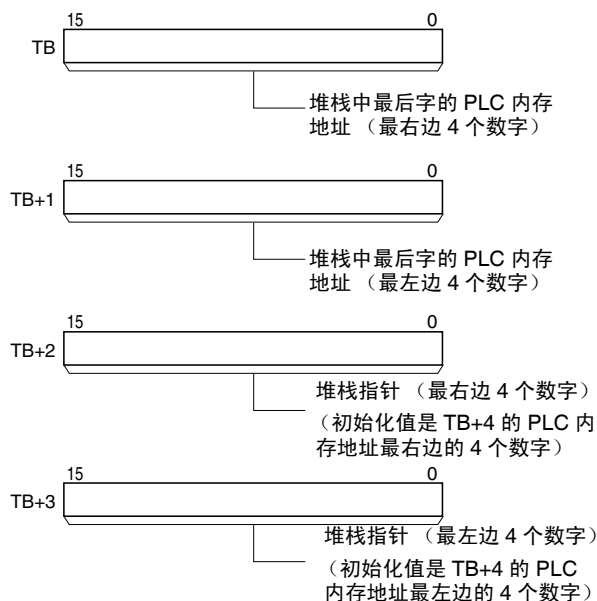 15 0
TB
堆栈中最后字的 PLC 内存
地址 （最右边 4 个数字）
15 0
TB+1
堆栈中最后字的 PLC 内存
地址 （最左边 4 个数字）
15 0
TB+2
堆栈指针 （最右边 4 个数字）
（初始化值是 TB+4 的 PLC 内
存地址最右边的 4 个数字）
15 0
TB+3
堆栈指针 （最左边 4 个数字）
（初始化值是 TB+4 的 PLC
内存地址最左边的 4 个数字）